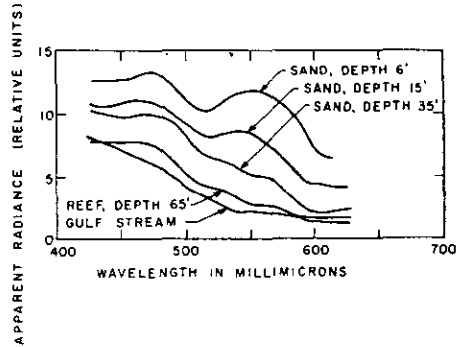 APPARENT RADIANCE (RELATIVE UNITS)
15
10
5
0
SAND, DEPTH 6'
SAND, DEPTH 15'
SAND, DEPTH 35'
REEF, DEPTH 65'
GULF STREAM
400
500
600
700
WAVELENGTH IN MILLIMICRONS